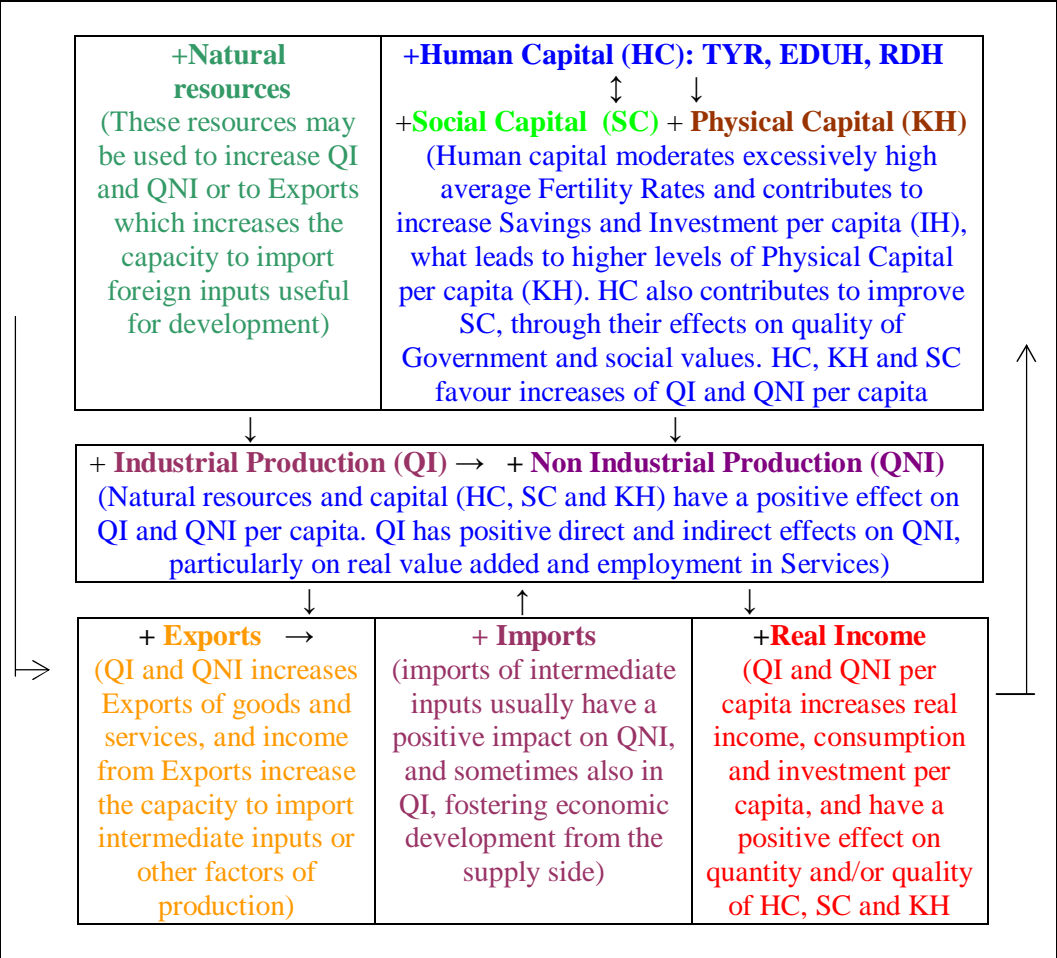 +Natural
resources
(These resources may
be used to increase QI
and QNI or to Exports
which increases the
capacity to import
foreign inputs useful
for development)
+Human Capital (HC): TYR, EDUH, RDH
↕ ↓
+Social Capital (SC) + Physical Capital (KH)
(Human capital moderates excessively high
average Fertility Rates and contributes to
increase Savings and Investment per capita (IH),
what leads to higher levels of Physical Capital
per capita (KH). HC also contributes to improve
SC, through their effects on quality of
Government and social values. HC, KH and SC
favour increases of QI and QNI per capita
↓ ↓
+ Industrial Production (QI) → + Non Industrial Production (QNI)
(Natural resources and capital (HC, SC and KH) have a positive effect on
QI and QNI per capita. QI has positive direct and indirect effects on QNI,
particularly on real value added and employment in Services)
↓ ↑ ↓
+ Exports →
(QI and QNI increases
Exports of goods and
services, and income
from Exports increase
the capacity to import
intermediate inputs or
other factors of
production)
+ Imports
(imports of intermediate
inputs usually have a
positive impact on QNI,
and sometimes also in
QI, fostering economic
development from the
supply side)
+Real Income
(QI and QNI per
capita increases real
income, consumption
and investment per
capita, and have a
positive effect on
quantity and/or quality
of HC, SC and KH